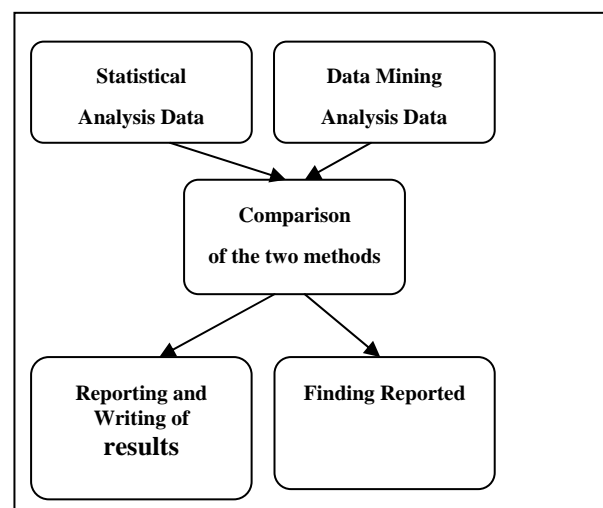 Statistical
Analysis Data
Data Mining
Analysis Data
Comparison
of the two methods
Reporting and
Writing of
results
Finding Reported